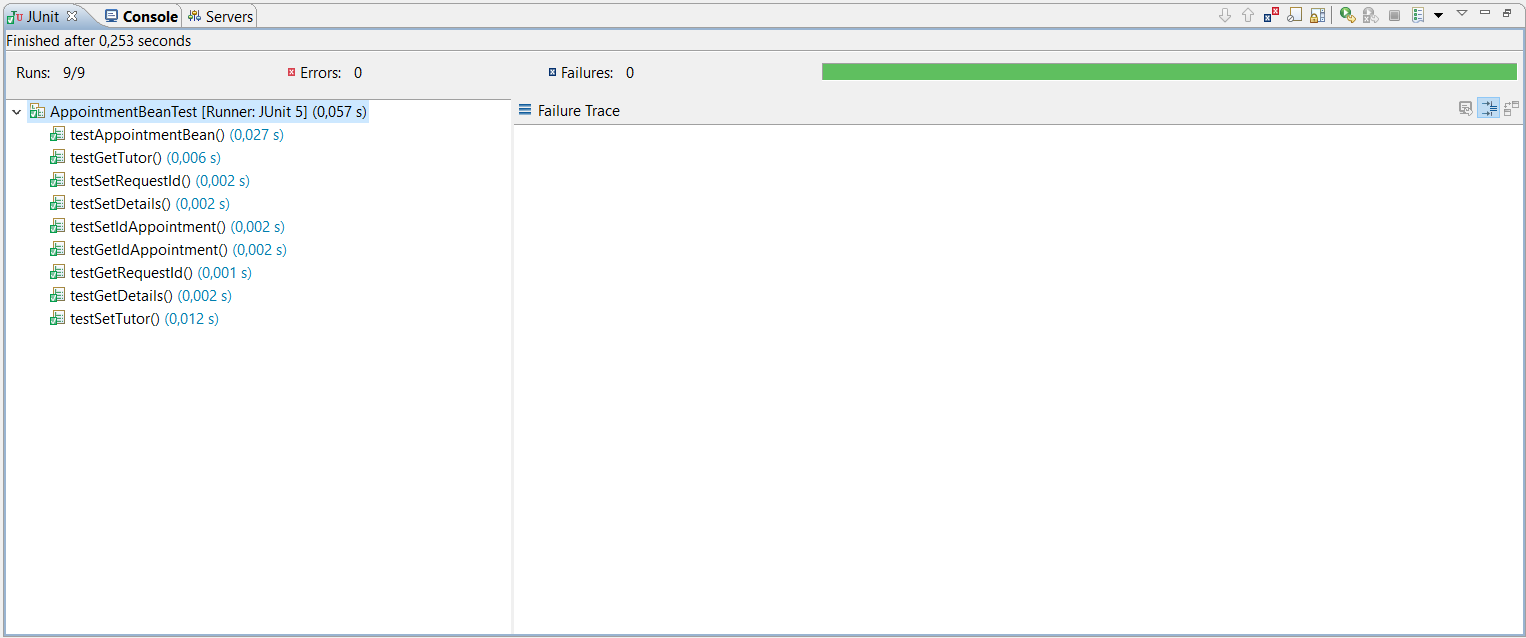 JUnit Console Servers
Finished after 0,253 seconds
Runs: 9/9 Errors: 0 Failures: 0
AppointmentBeanTest [Runner: JUnit 5] (0,057 s)
testAppointmentBean() (0,027 s)
testGetTutor() (0,006 s)
testSetRequestId() (0,002 s)
testSetDetails() (0,002 s)
testSetIdAppointment() (0,002 s)
testGetIdAppointment() (0,002 s)
testGetRequestId() (0,001 s)
testGetDetails() (0,002 s)
testSetTutor() (0,012 s)
Failure Trace